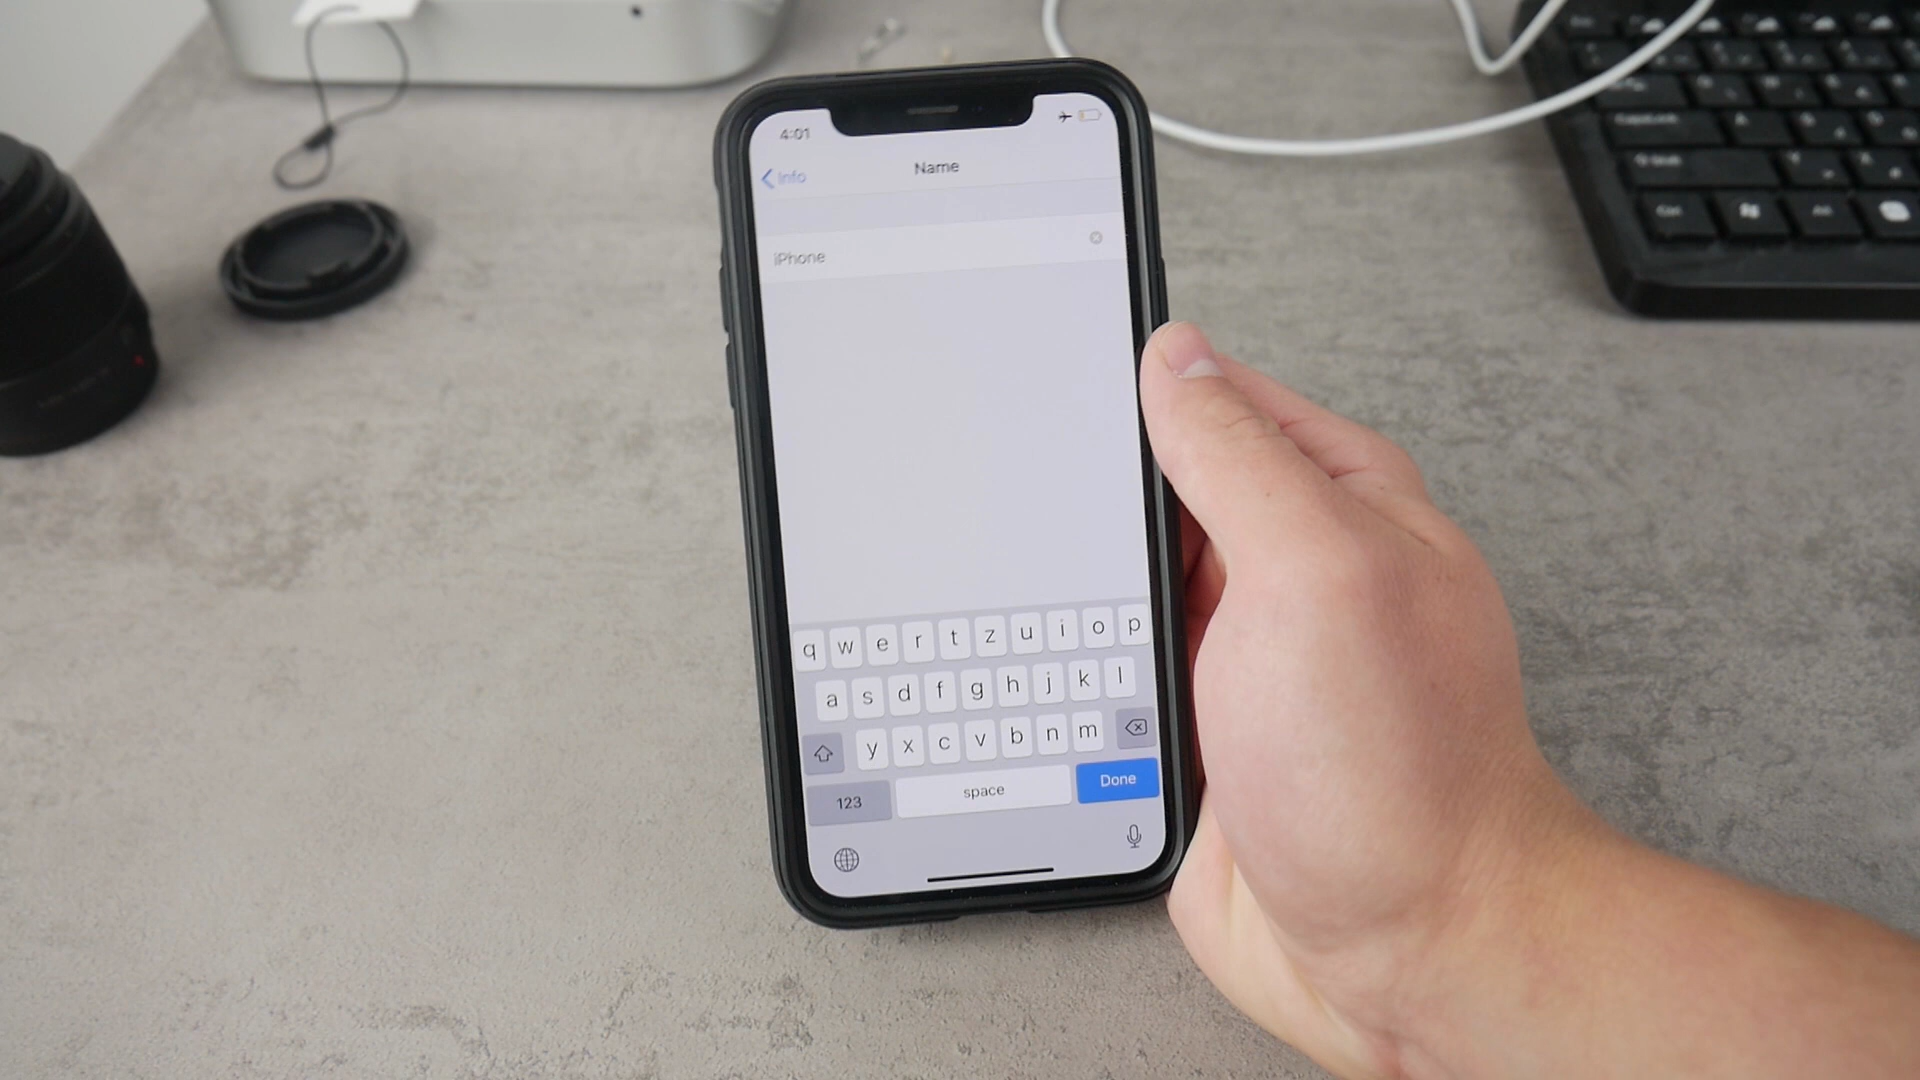 4:01
Info
Name
iPhone
q w e r t z u i o p
a s d f g h j k l
y x c v b n m
123 space Done